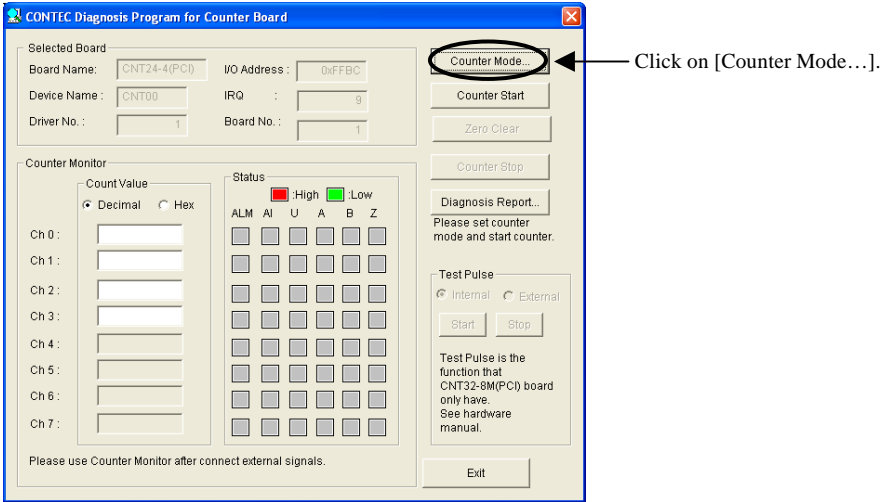 CONTEC Diagnosis Program for Counter Board
Selected Board
Board Name: CNT24-4(PCI) I/O Address : 0xFFBC
Device Name : CNT00 IRQ : 9
Driver No. : 1 Board No. : 1
Counter Mode...
Click on [Counter Mode…].
Counter Start
Zero Clear
Counter Stop
Diagnosis Report...
Please set counter
mode and start counter.
Counter Monitor
Count Value
Decimal Hex
Status
:High :Low
ALM AI U A B Z
Ch 0 :
Ch 1 :
Ch 2 :
Ch 3 :
Ch 4 :
Ch 5 :
Ch 6 :
Ch 7 :
Please use Counter Monitor after connect external signals.
Test Pulse
Internal External
Start Stop
Test Pulse is the
function that
CNT32-8M(PCI) board
only have.
See hardware
manual.
Exit